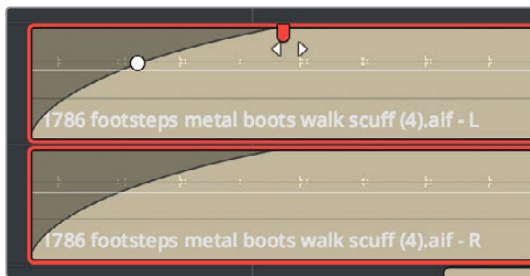 1786 footsteps metal boots walk scuff (4).aif - L
1786 footsteps metal boots walk scuff (4).aif - R